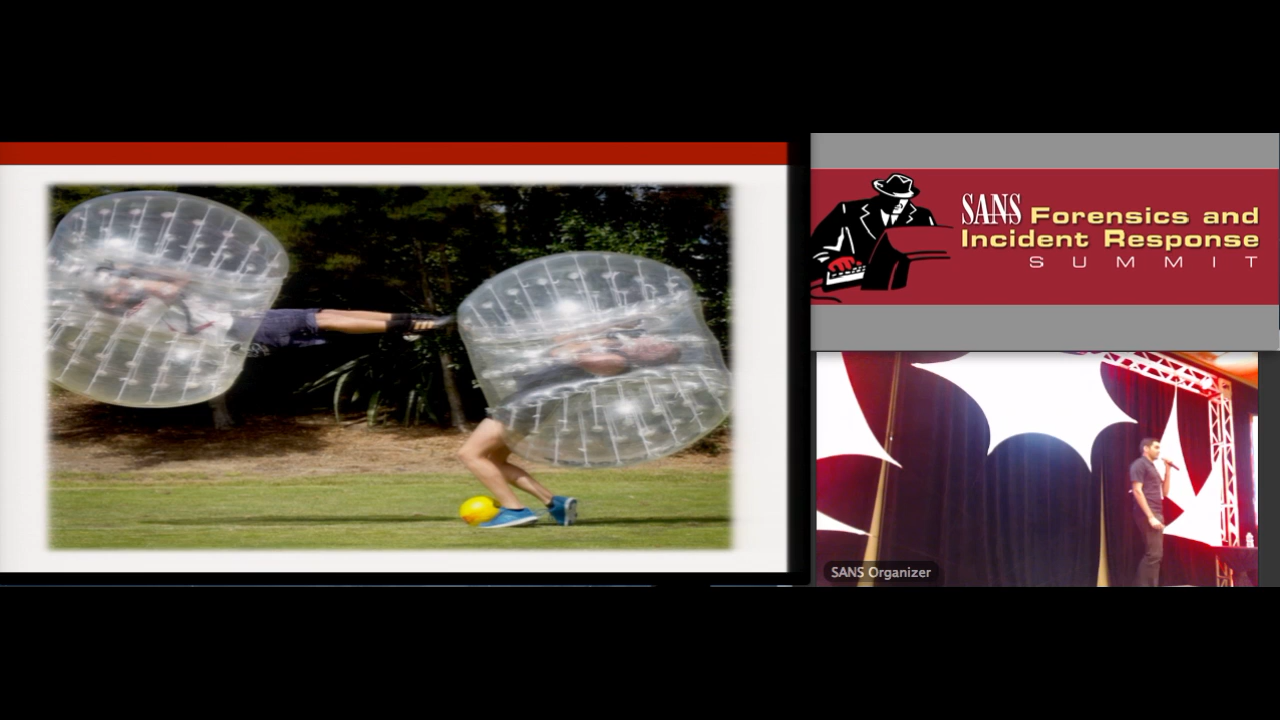 SANS Forensics and
Incident Response
SUMMIT
SANS Organizer